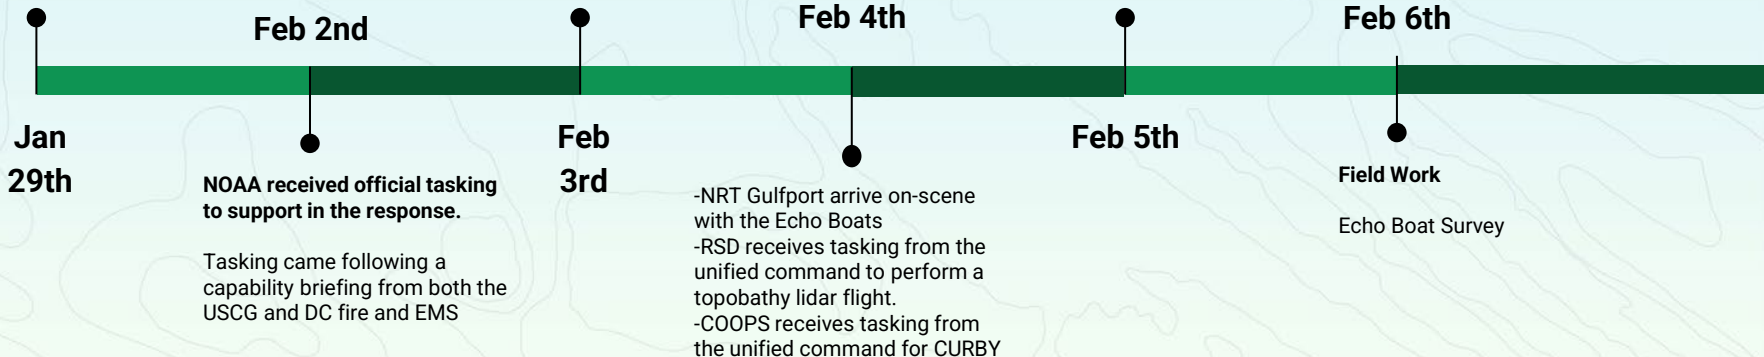 Jan
29th
Feb 2nd
NOAA received official tasking
to support in the response.
Tasking came following a
capability briefing from both the
USCG and DC fire and EMS
Feb
3rd
Feb 4th
-NRT Gulfport arrive on-scene
with the Echo Boats
-RSD receives tasking from the
unified command to perform a
topobathy lidar flight.
-COOPS receives tasking from
the unified command for CURBY
Feb 5th
Feb 6th
Field Work
Echo Boat Survey